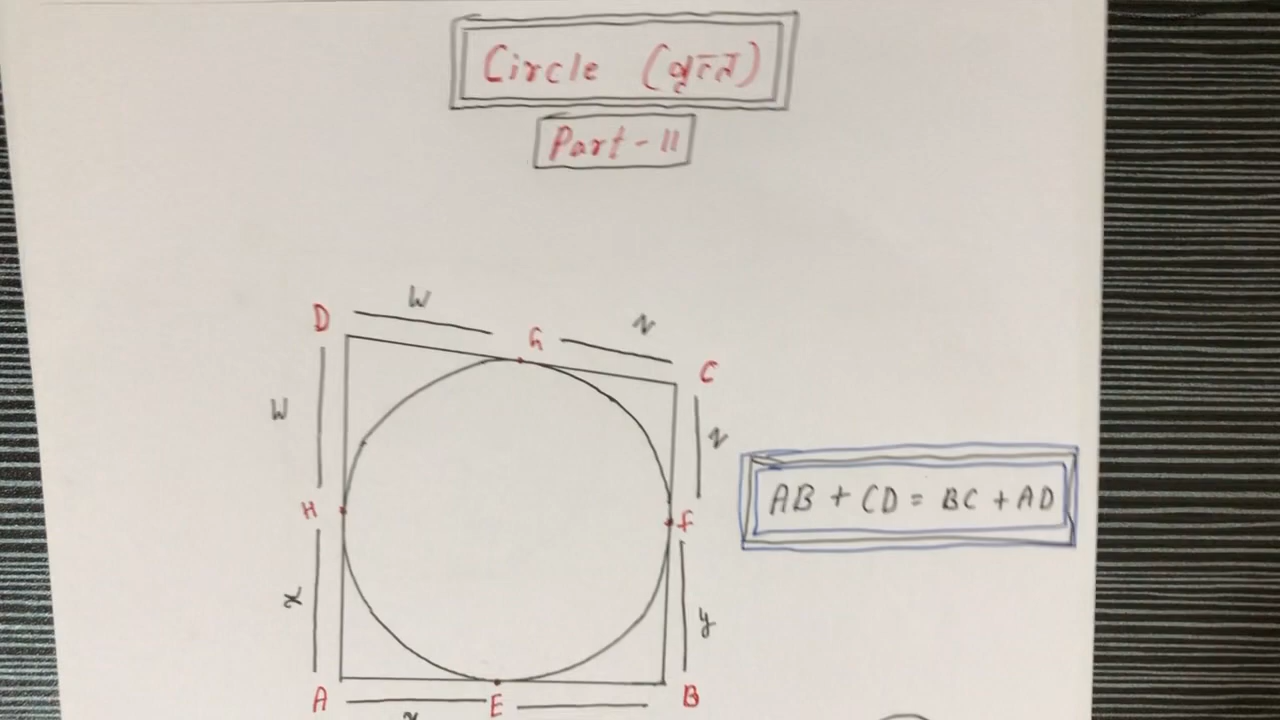 Circle (वृत्त)
Part-II
D W G z C
W z
H F
x y
A x E B
AB + CD = BC + AD